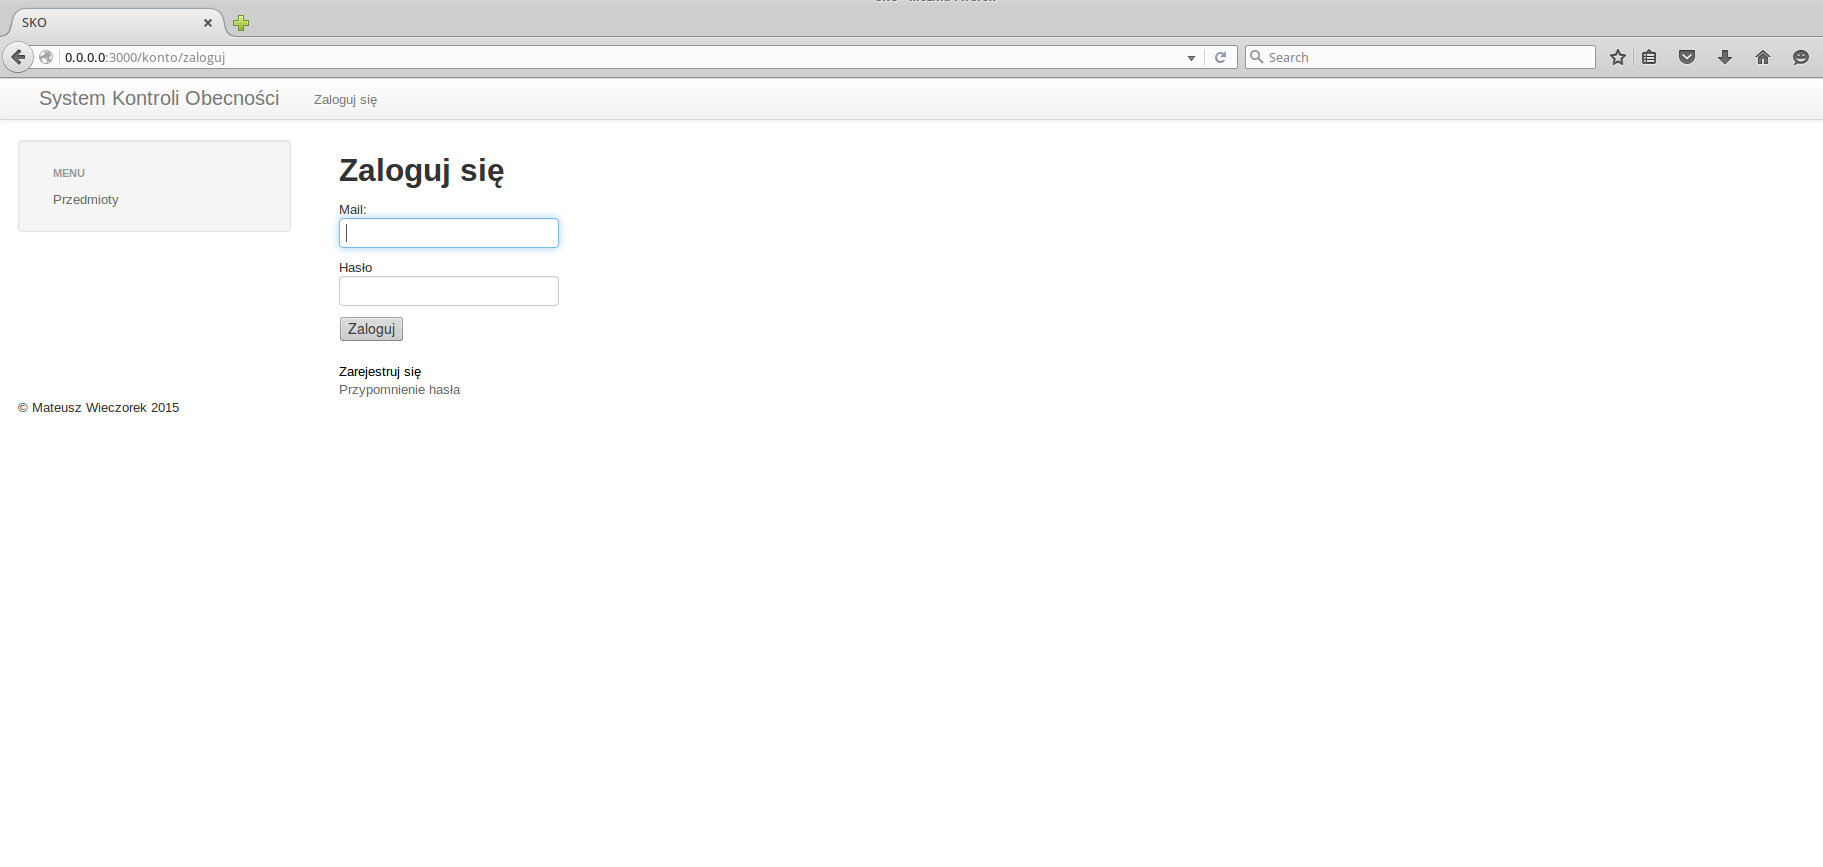 SKO
0.0.0.0:3000/konto/zaloguj
Search
System Kontroli Obecności Zaloguj się
MENU
Przedmioty
Zaloguj się
Mail:
Hasło
Zaloguj
Zarejestruj się
Przypomnienie hasła
© Mateusz Wieczorek 2015